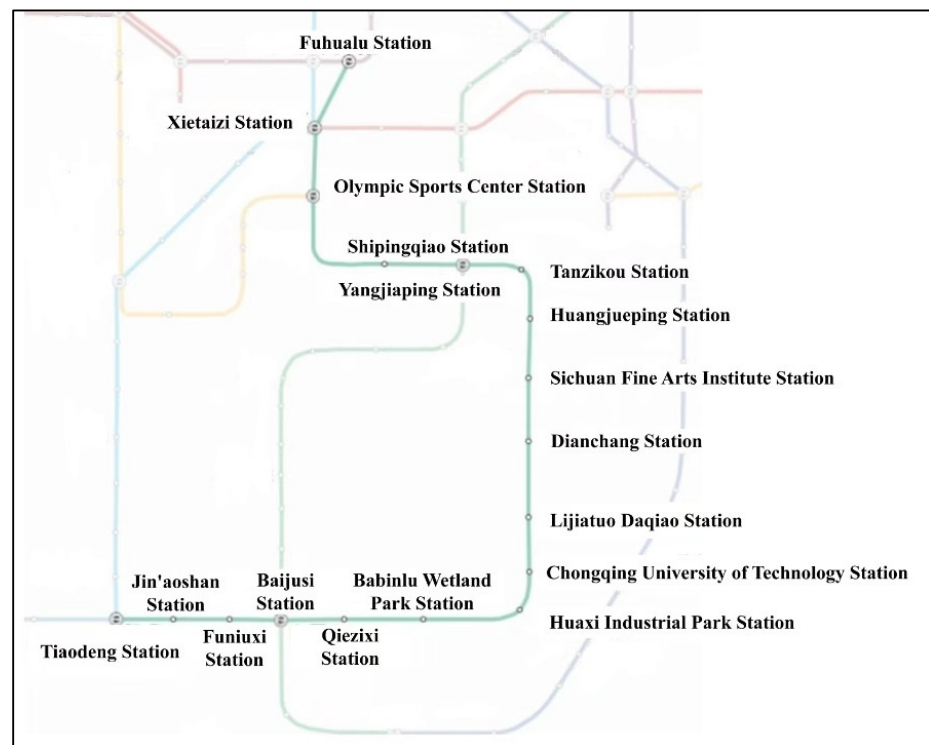 Fuhualu Station
Xietaizi Station
Olympic Sports Center Station
Shipingqiao Station
Yangjiaping Station
Tanzikou Station
Huangjueping Station
Sichuan Fine Arts Institute Station
Dianchang Station
Lijiatuo Daqiao Station
Chongqing University of Technology Station
Huaxi Industrial Park Station
Babinlu Wetland
Park Station
Qiezixi
Station
Baijusi
Station
Funiuxi
Station
Jin'aoshan
Station
Tiaodeng Station